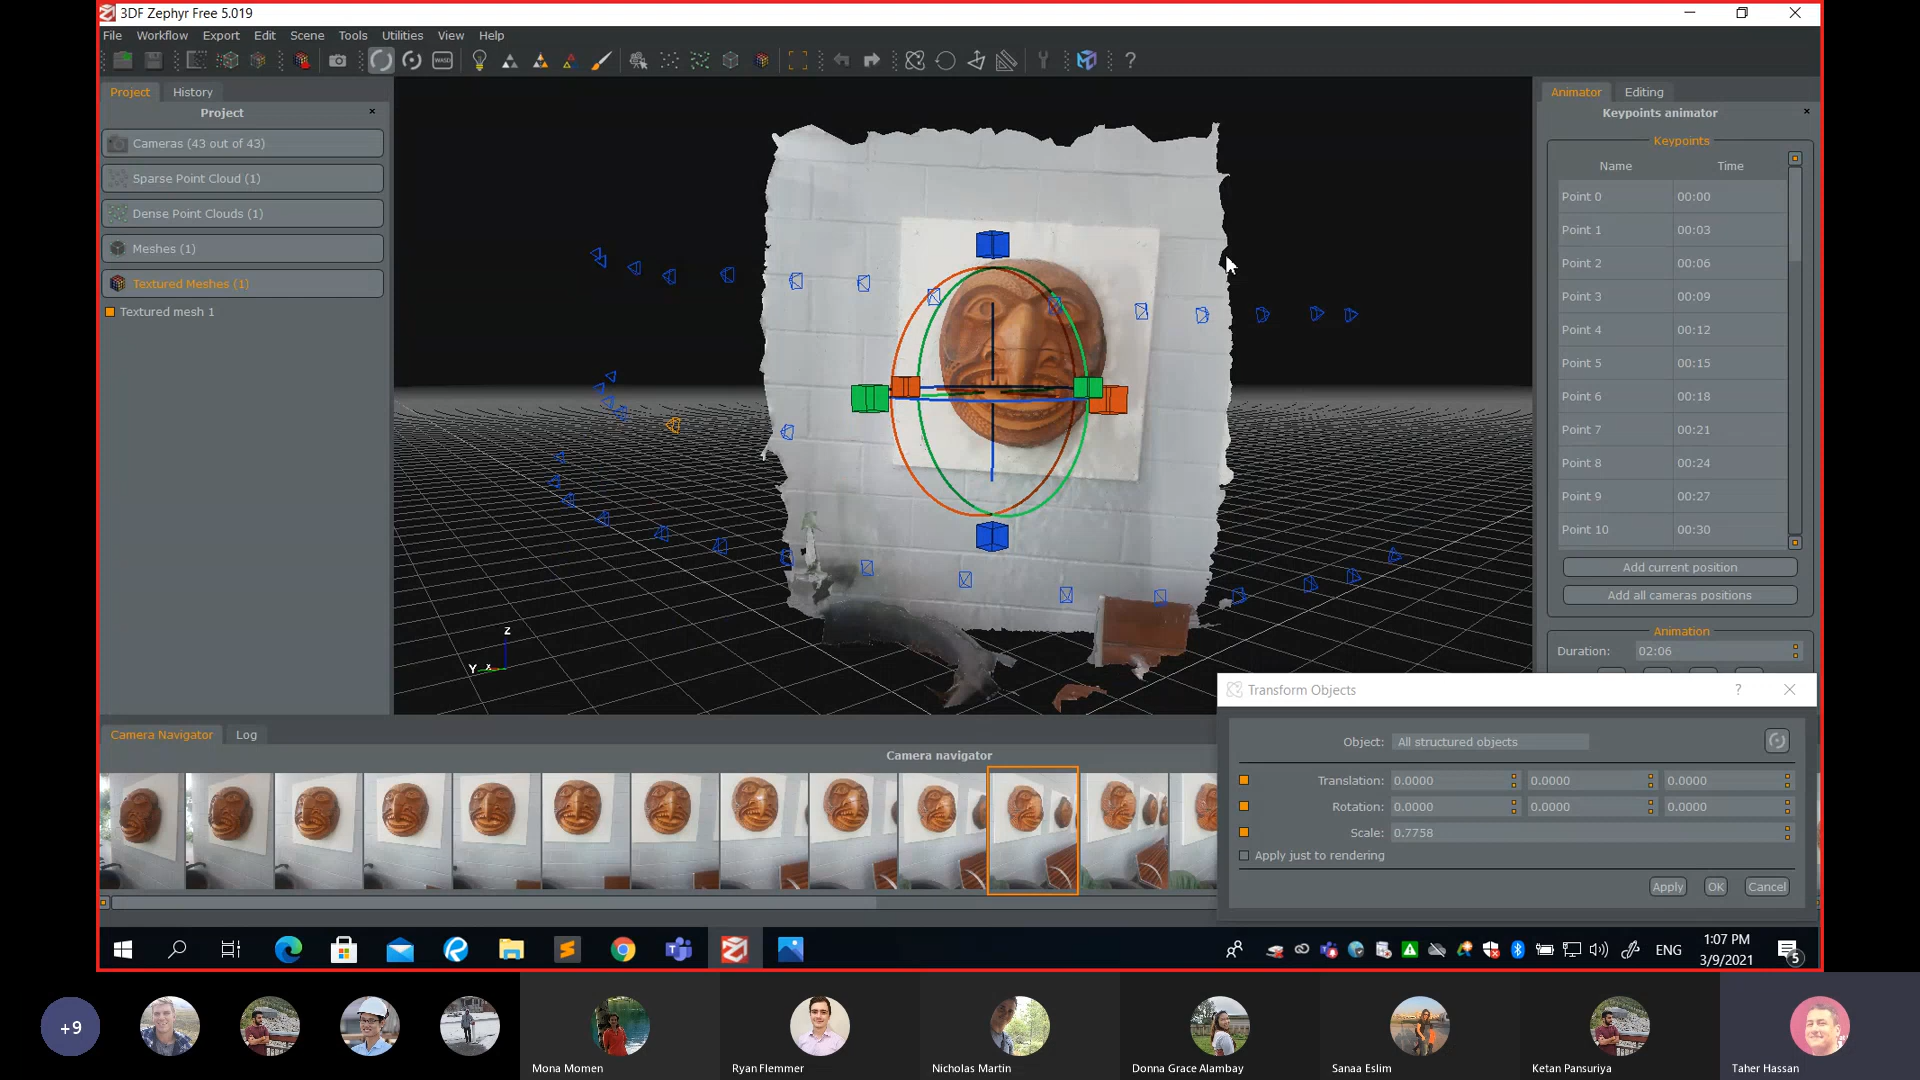 3DF Zephyr Free 5.019
File Workflow Export Edit Scene Tools Utilities View Help
WASD
Project History
Project
Cameras (43 out of 43)
Sparse Point Cloud (1)
Dense Point Clouds (1)
Meshes (1)
Textured Meshes (1)
Textured mesh 1
Z
Y X
Animator Editing
Keypoints animator
Keypoints
Name Time
Point 0 00:00
Point 1 00:03
Point 2 00:06
Point 3 00:09
Point 4 00:12
Point 5 00:15
Point 6 00:18
Point 7 00:21
Point 8 00:24
Point 9 00:27
Point 10 00:30
Add current position
Add all cameras positions
Animation
Duration: 02:06
Camera Navigator Log
Camera navigator
Transform Objects
Object: All structured objects
Translation: 0.0000 0.0000 0.0000
Rotation: 0.0000 0.0000 0.0000
Scale: 0.7758
Apply just to rendering
Apply OK Cancel
ENG
1:07 PM
3/9/2021
5
+9
Mona Momen
Ryan Flemmer
Nicholas Martin
Donna Grace Alambay
Sanaa Eslim
Ketan Pansuriya
Taher Hassan